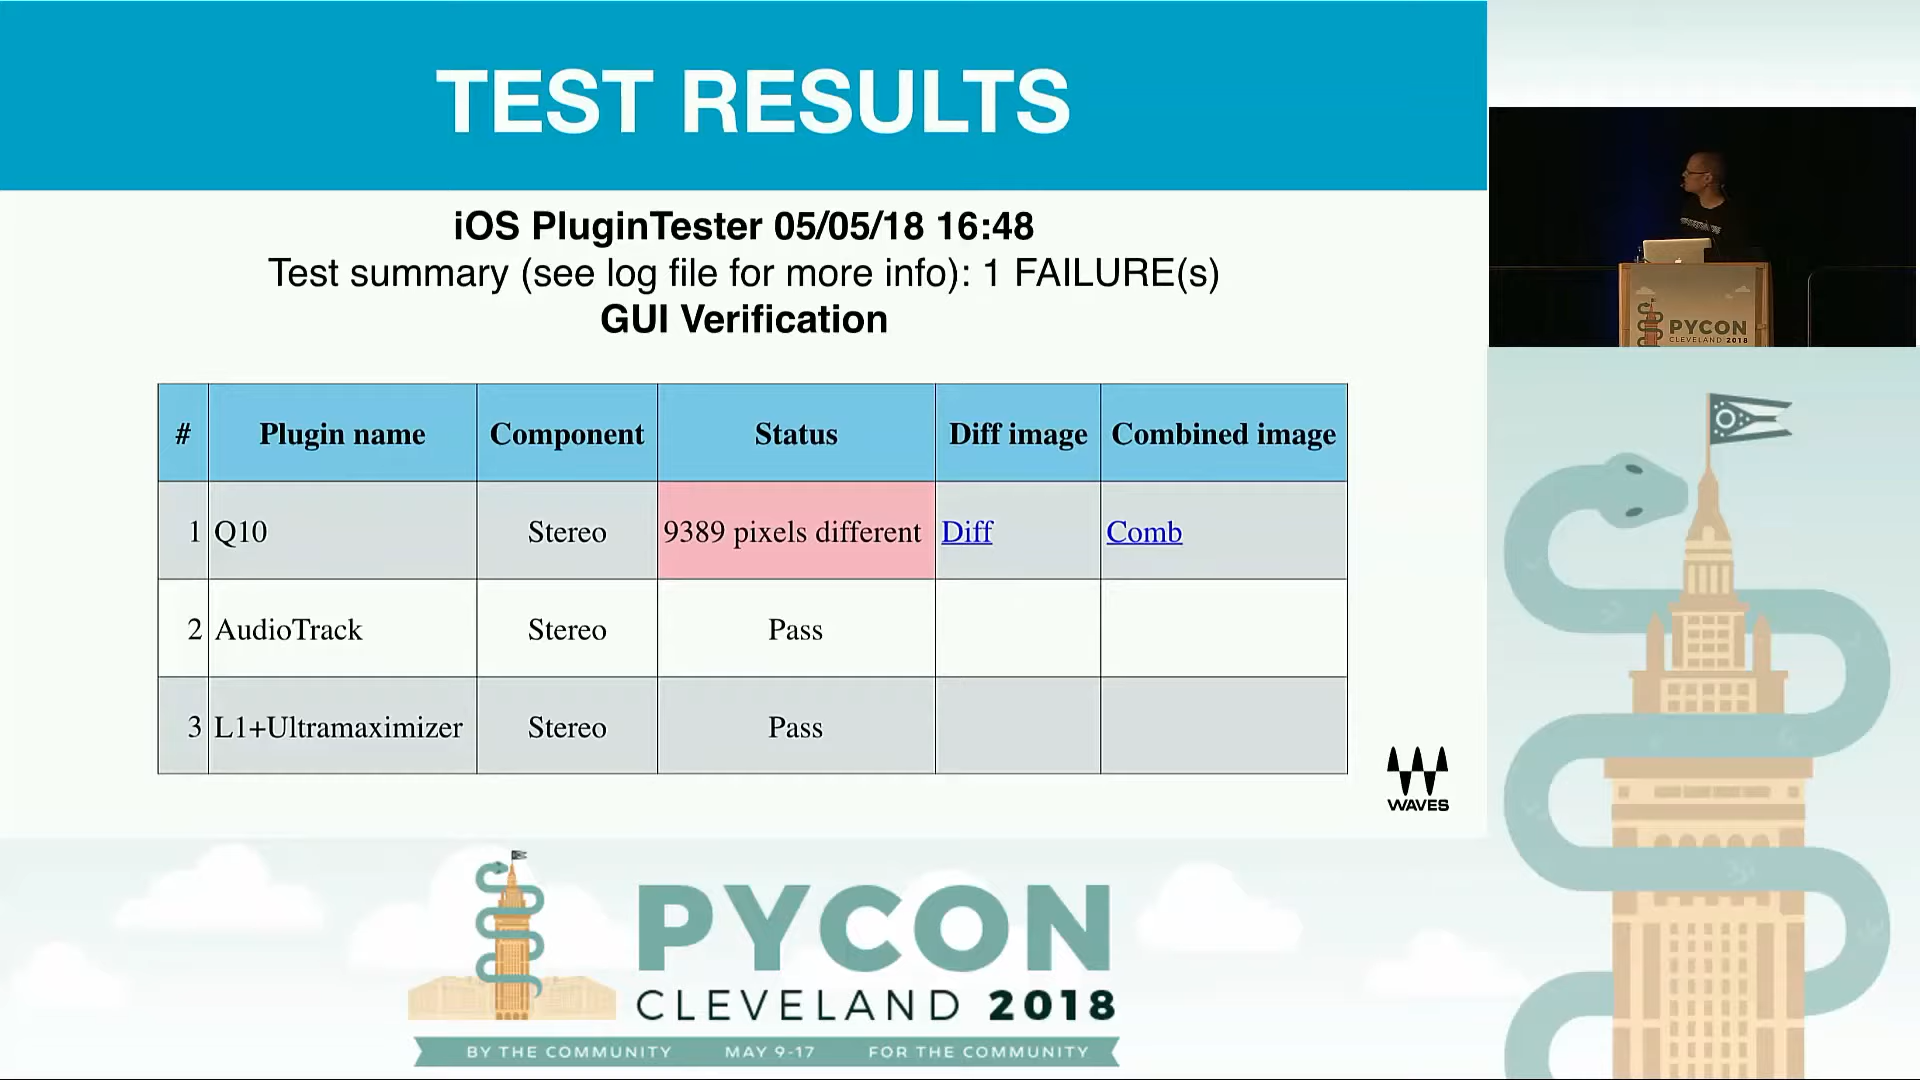 TEST RESULTS
iOS PluginTester 05/05/18 16:48
Test summary (see log file for more info): 1 FAILURE(s)
GUI Verification
# Plugin name Component Status Diff image Combined image
1 Q10 Stereo 9389 pixels different Diff Comb
2 AudioTrack Stereo Pass
3 L1+Ultramaximizer Stereo Pass
WAVES
PYCON
CLEVELAND 2018
PYCON
CLEVELAND 2018
BY THE COMMUNITY MAY 9-17 FOR THE COMMUNITY